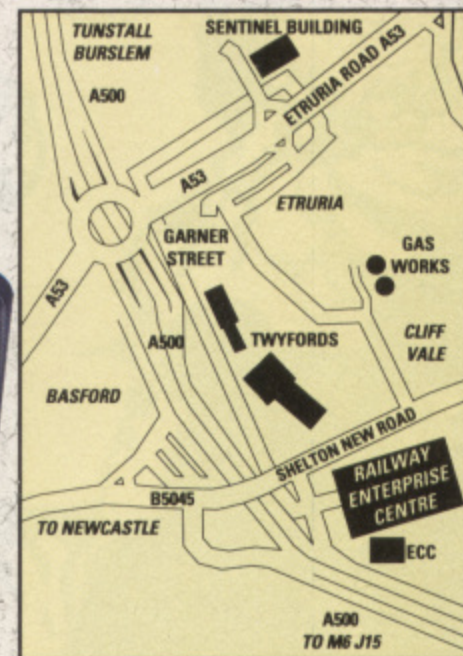 TUNSTALL
BURSLEM
SENTINEL BUILDING
A500
ETRURIA ROAD A53
A53
ETRURIA
GARNER
STREET
GAS
WORKS
A53
A500
TWYFORDS
CLIFF
VALE
BASFORD
SHELTON NEW ROAD
RAILWAY
ENTERPRISE
CENTRE
B5045
TO NEWCASTLE
ECC
A500
TO M6 J15